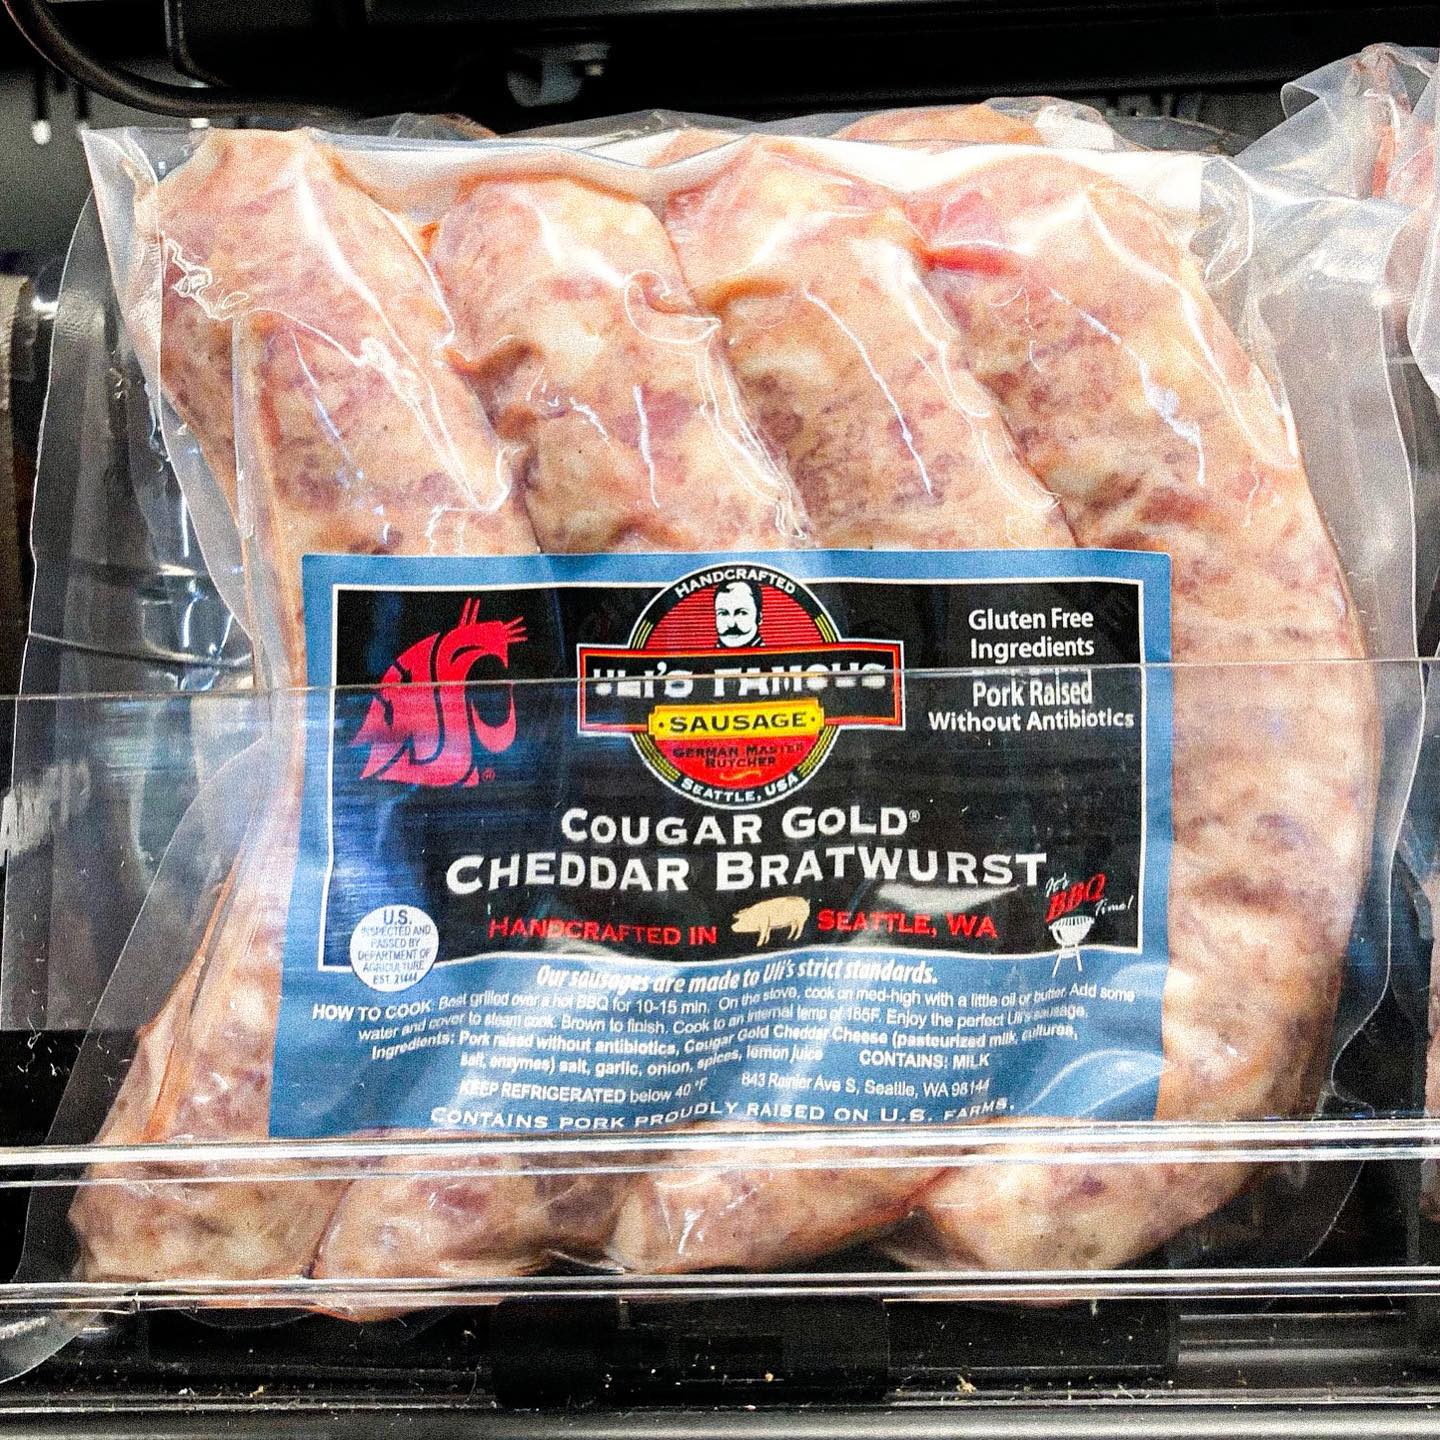 HANDCRAFTED
ULI'S FAMOUS
SAUSAGE
GERMAN MASTER
BUTCHER
SEATTLE, USA
WSU®
Gluten Free
Ingredients
Pork Raised
Without Antibiotics
COUGAR GOLD®
CHEDDAR BRATWURST
It's
BBQ
Time!
HANDCRAFTED IN SEATTLE, WA
U.S.
INSPECTED AND
PASSED BY
DEPARTMENT OF
AGRICULTURE
EST. 21444
Our sausages are made to Uli's strict standards.
HOW TO COOK Best grilled over a hot BBQ for 10-15 min. On the stove, cook on med-high with a little oil or butter. Add some
water and cover to steam cook. Brown to finish. Cook to an internal temp of 165F. Enjoy the perfect Uli's sausage.
Ingredients: Pork raised without antibiotics, Cougar Gold Cheddar Cheese (pasteurized milk, cultures,
salt, enzymes) salt, garlic, onion, spices, lemon juice CONTAINS: MILK
KEEP REFRIGERATED below 40 °F 843 Rainier Ave S, Seattle, WA 98144
CONTAINS PORK PROUDLY RAISED ON U.S. FARMS.